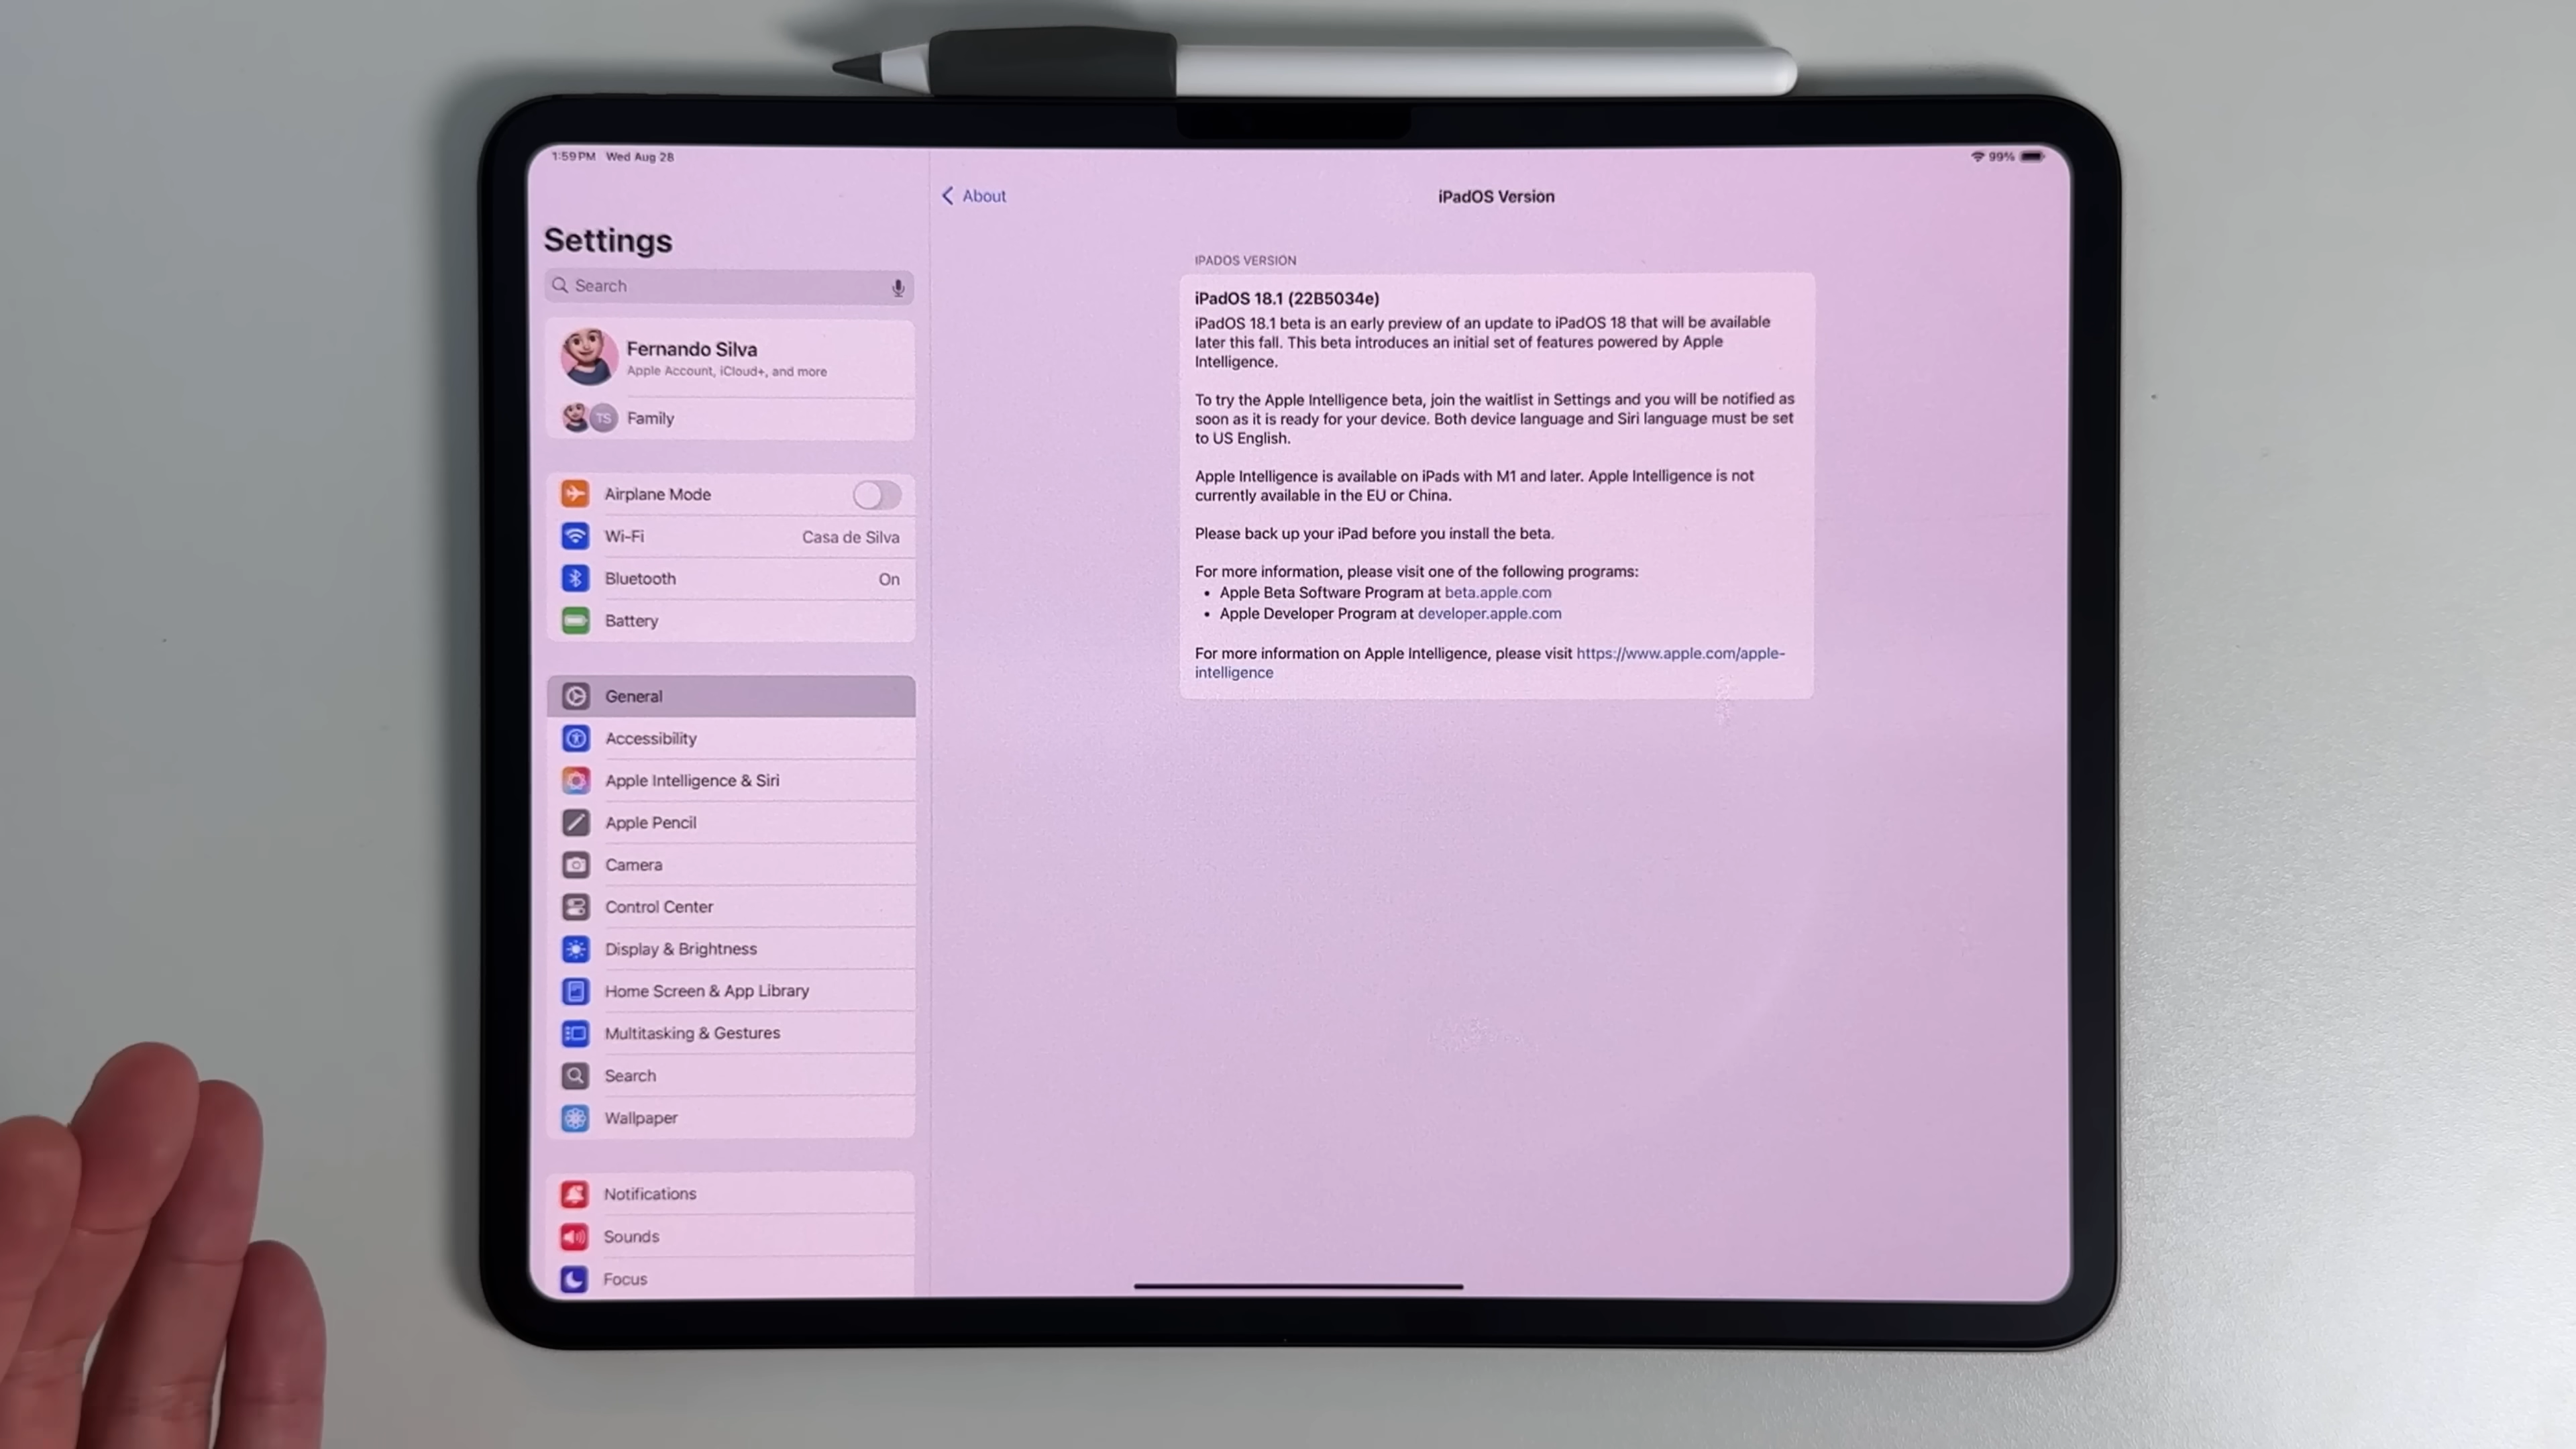 1:59 PM Wed Aug 28
99%
Settings
Search
Fernando Silva
Apple Account, iCloud+, and more
TS
Family
Airplane Mode
Wi-Fi Casa de Silva
Bluetooth On
Battery
General
Accessibility
Apple Intelligence & Siri
Apple Pencil
Camera
Control Center
Display & Brightness
Home Screen & App Library
Multitasking & Gestures
Search
Wallpaper
Notifications
Sounds
Focus
About
iPadOS Version
IPADOS VERSION
iPadOS 18.1 (22B5034e)
iPadOS 18.1 beta is an early preview of an update to iPadOS 18 that will be available
later this fall. This beta introduces an initial set of features powered by Apple
Intelligence.
To try the Apple Intelligence beta, join the waitlist in Settings and you will be notified as
soon as it is ready for your device. Both device language and Siri language must be set
to US English.
Apple Intelligence is available on iPads with M1 and later. Apple Intelligence is not
currently available in the EU or China.
Please back up your iPad before you install the beta.
For more information, please visit one of the following programs:
• Apple Beta Software Program at beta.apple.com
• Apple Developer Program at developer.apple.com
For more information on Apple Intelligence, please visit https://www.apple.com/apple-
intelligence